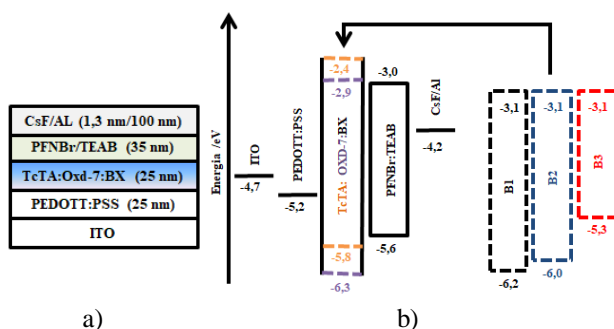 CsF/AL (1,3 nm/100 nm)
PFNBr/TEAB (35 nm)
TcTA:Oxd-7:BX (25 nm)
PEDOTT:PSS (25 nm)
ITO
a)
Energia /eV
ITO
-4,7
PEDOTT:PSS
-5,2
-2,4
-2,9
TcTA: OXD-7:BX
-5,8
-6,3
-3,0
PFNBr:TEAB
-5,6
CsF/Al
-4,2
-3,1
B1
-6,2
-3,1
B2
-6,0
-3,1
B3
-5,3
b)